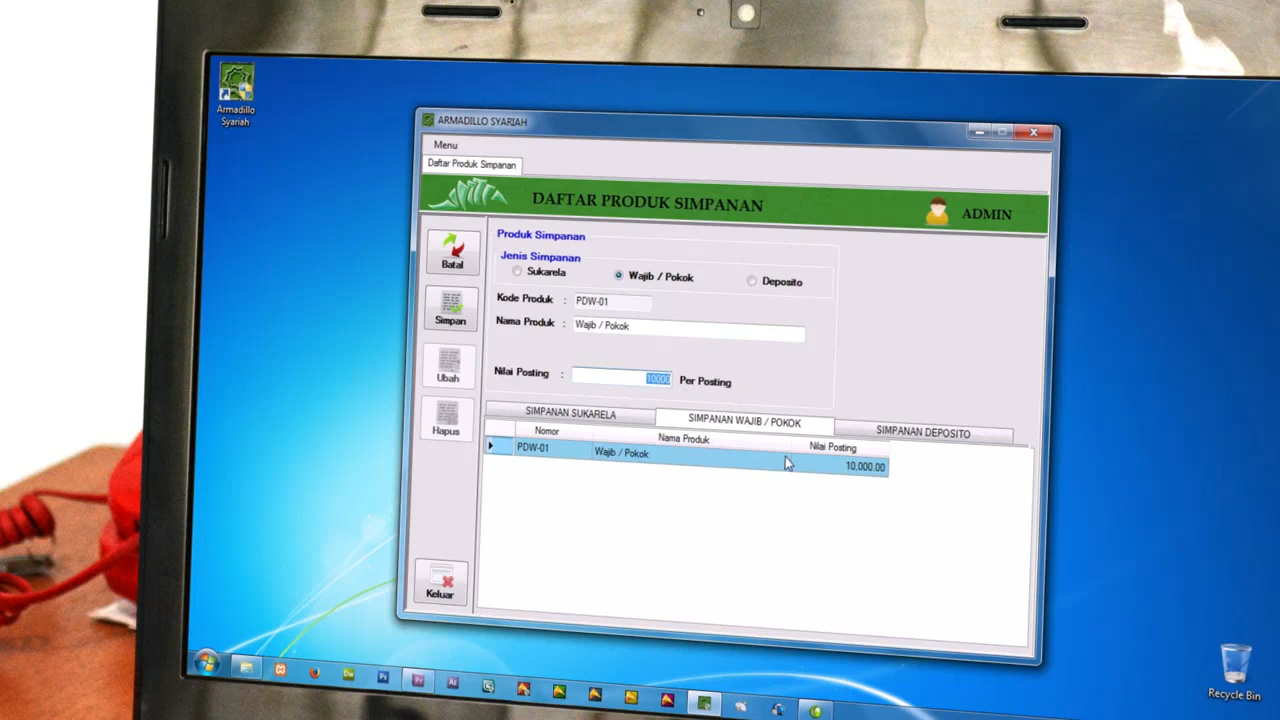 Armadillo
Syariah
ARMADILLO SYARIAH
Menu
Daftar Produk Simpanan
DAFTAR PRODUK SIMPANAN
ADMIN
Batal
Simpan
Ubah
Hapus
Keluar
Produk Simpanan
Jenis Simpanan
Sukarela
Wajib / Pokok
Deposito
Kode Produk : PDW-01
Nama Produk : Wajib / Pokok
Nilai Posting : 10000 Per Posting
SIMPANAN SUKARELA
SIMPANAN WAJIB / POKOK
SIMPANAN DEPOSITO
Nomor Nama Produk Nilai Posting
PDW-01 Wajib / Pokok 10,000.00
Recycle Bin